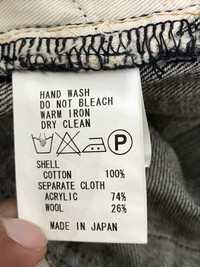 HAND WASH
DO NOT BLEACH
WARM IRON
DRY CLEAN
P
SHELL
COTTON 100%
SEPARATE CLOTH
ACRYLIC 74%
WOOL 26%
MADE IN JAPAN